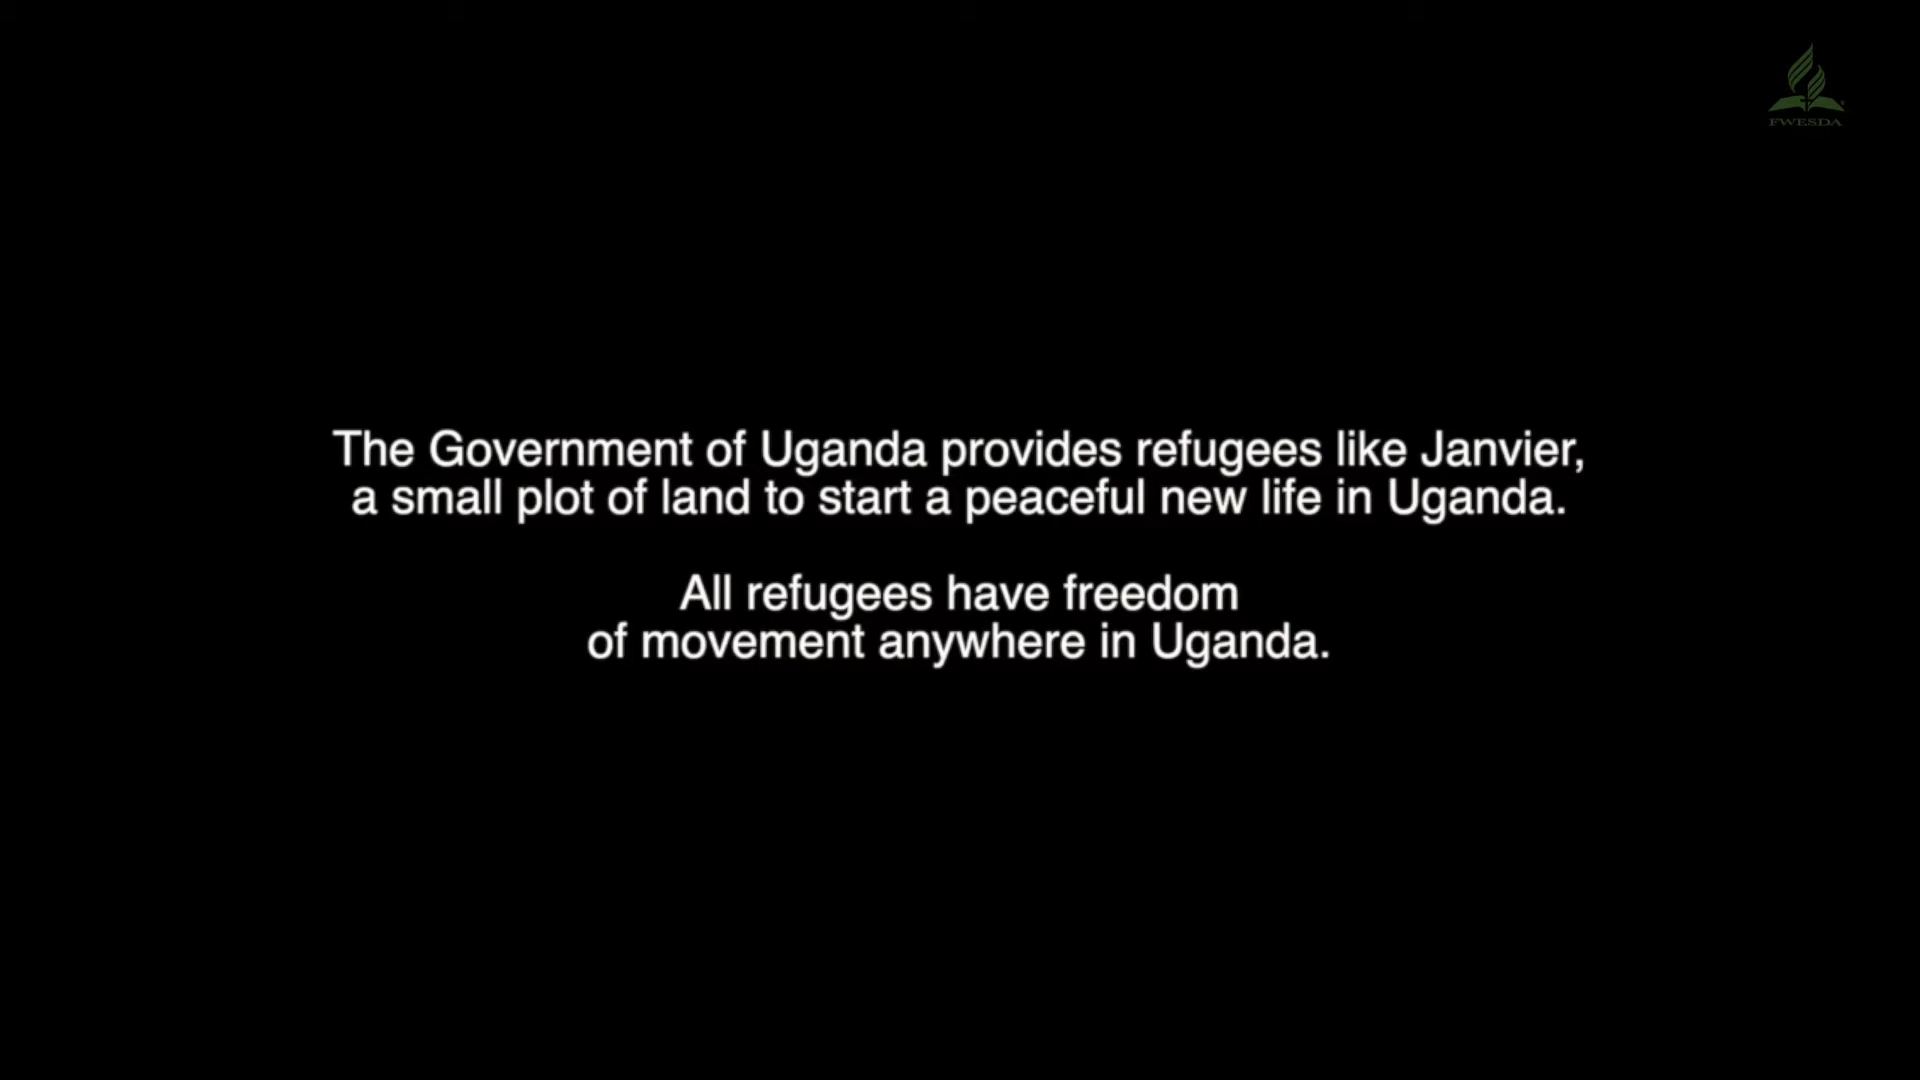 FWESDA
The Government of Uganda provides refugees like Janvier,
a small plot of land to start a peaceful new life in Uganda.
All refugees have freedom
of movement anywhere in Uganda.